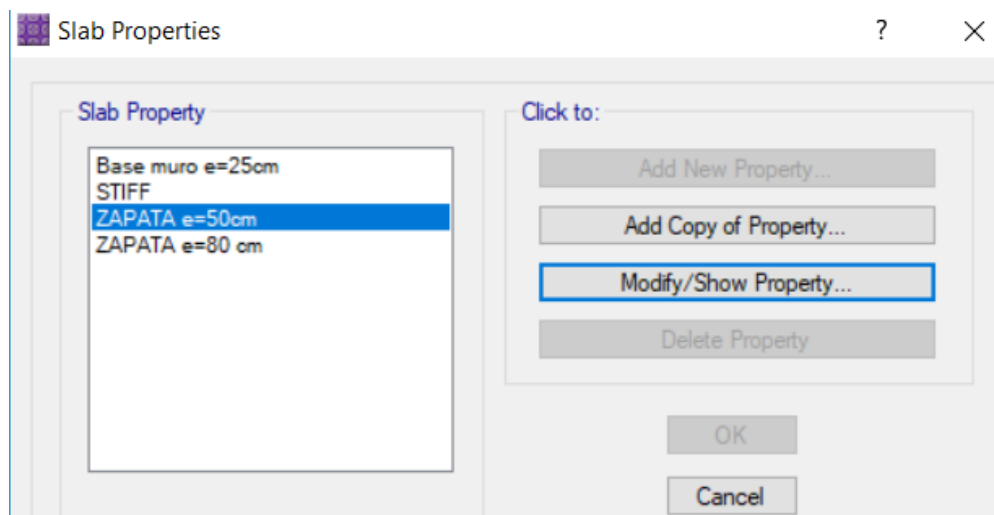 Slab Properties
?
Slab Property
Base muro e=25cm
STIFF
ZAPATA e=50cm
ZAPATA e=80 cm
Click to:
Add New Property...
Add Copy of Property...
Modify/Show Property...
Delete Property
OK
Cancel